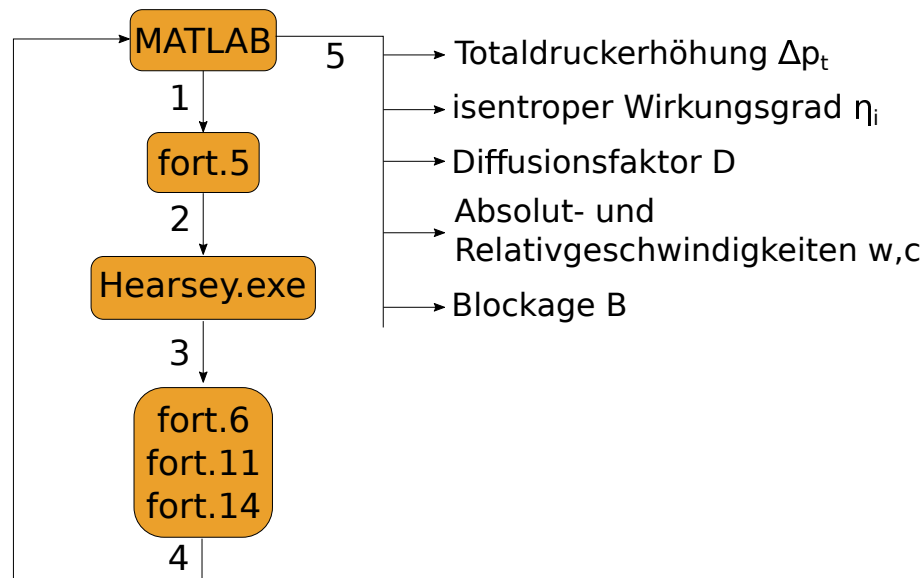 MATLAB
5
Totaldruckerhöhung Δpt
1
isentroper Wirkungsgrad ηi
fort.5
Diffusionsfaktor D
2
Absolut- und
Relativgeschwindigkeiten w,c
Hearsey.exe
Blockage B
3
fort.6
fort.11
fort.14
4